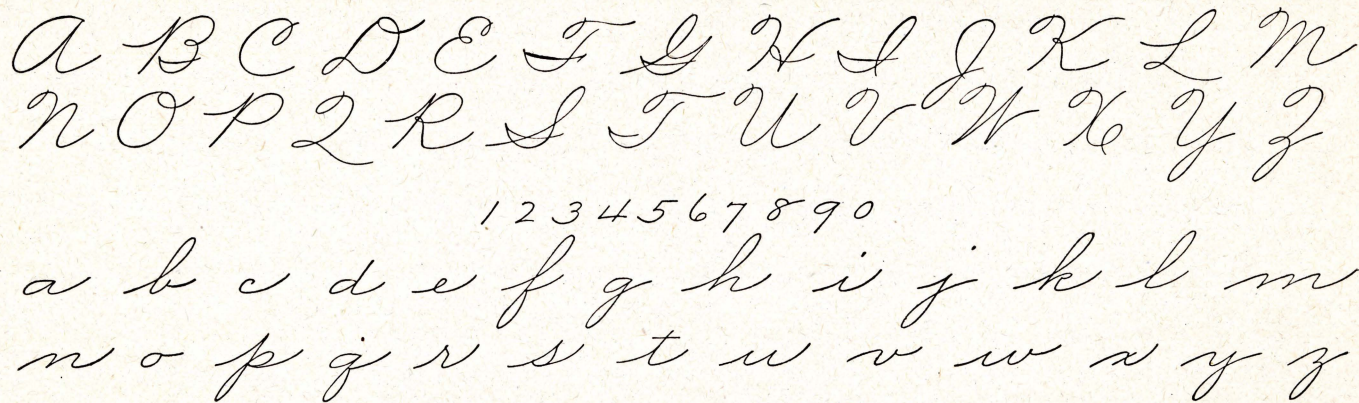 A B C D E F G H I J K L M
N O P Q R S T U V W X Y Z
1 2 3 4 5 6 7 8 9 0
a b c d e f g h i j k l m
n o p q r s t u v w x y z